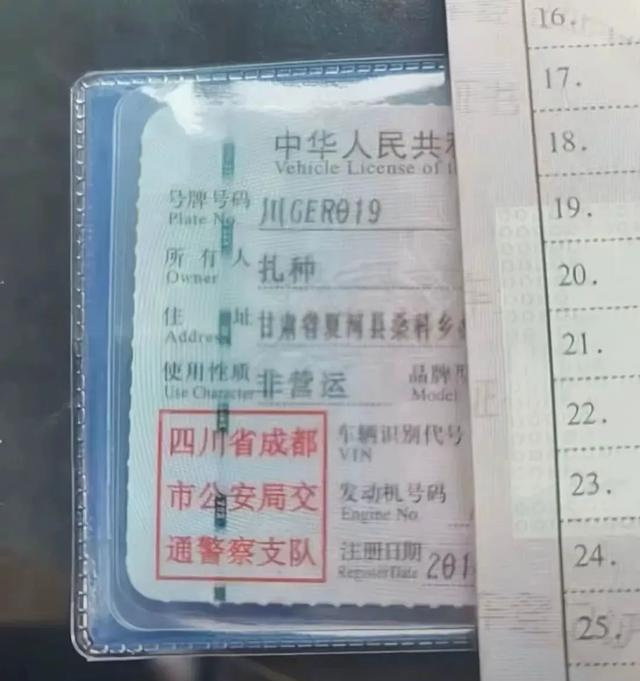 中华人民共
Vehicle License of t
号牌号码 川GER019
Plate No.
所有人 扎种
Owner
住址 甘肃省夏河县桑科乡
Address
使用性质 非营运 品牌
Use Character Model
四川省成都
市公安局交
通警察支队
车辆识别代号
VIN
发动机号码
Engine No
注册日期 201
Register Date
16.
17.
18.
19.
20.
21.
22.
23.
24.
25.